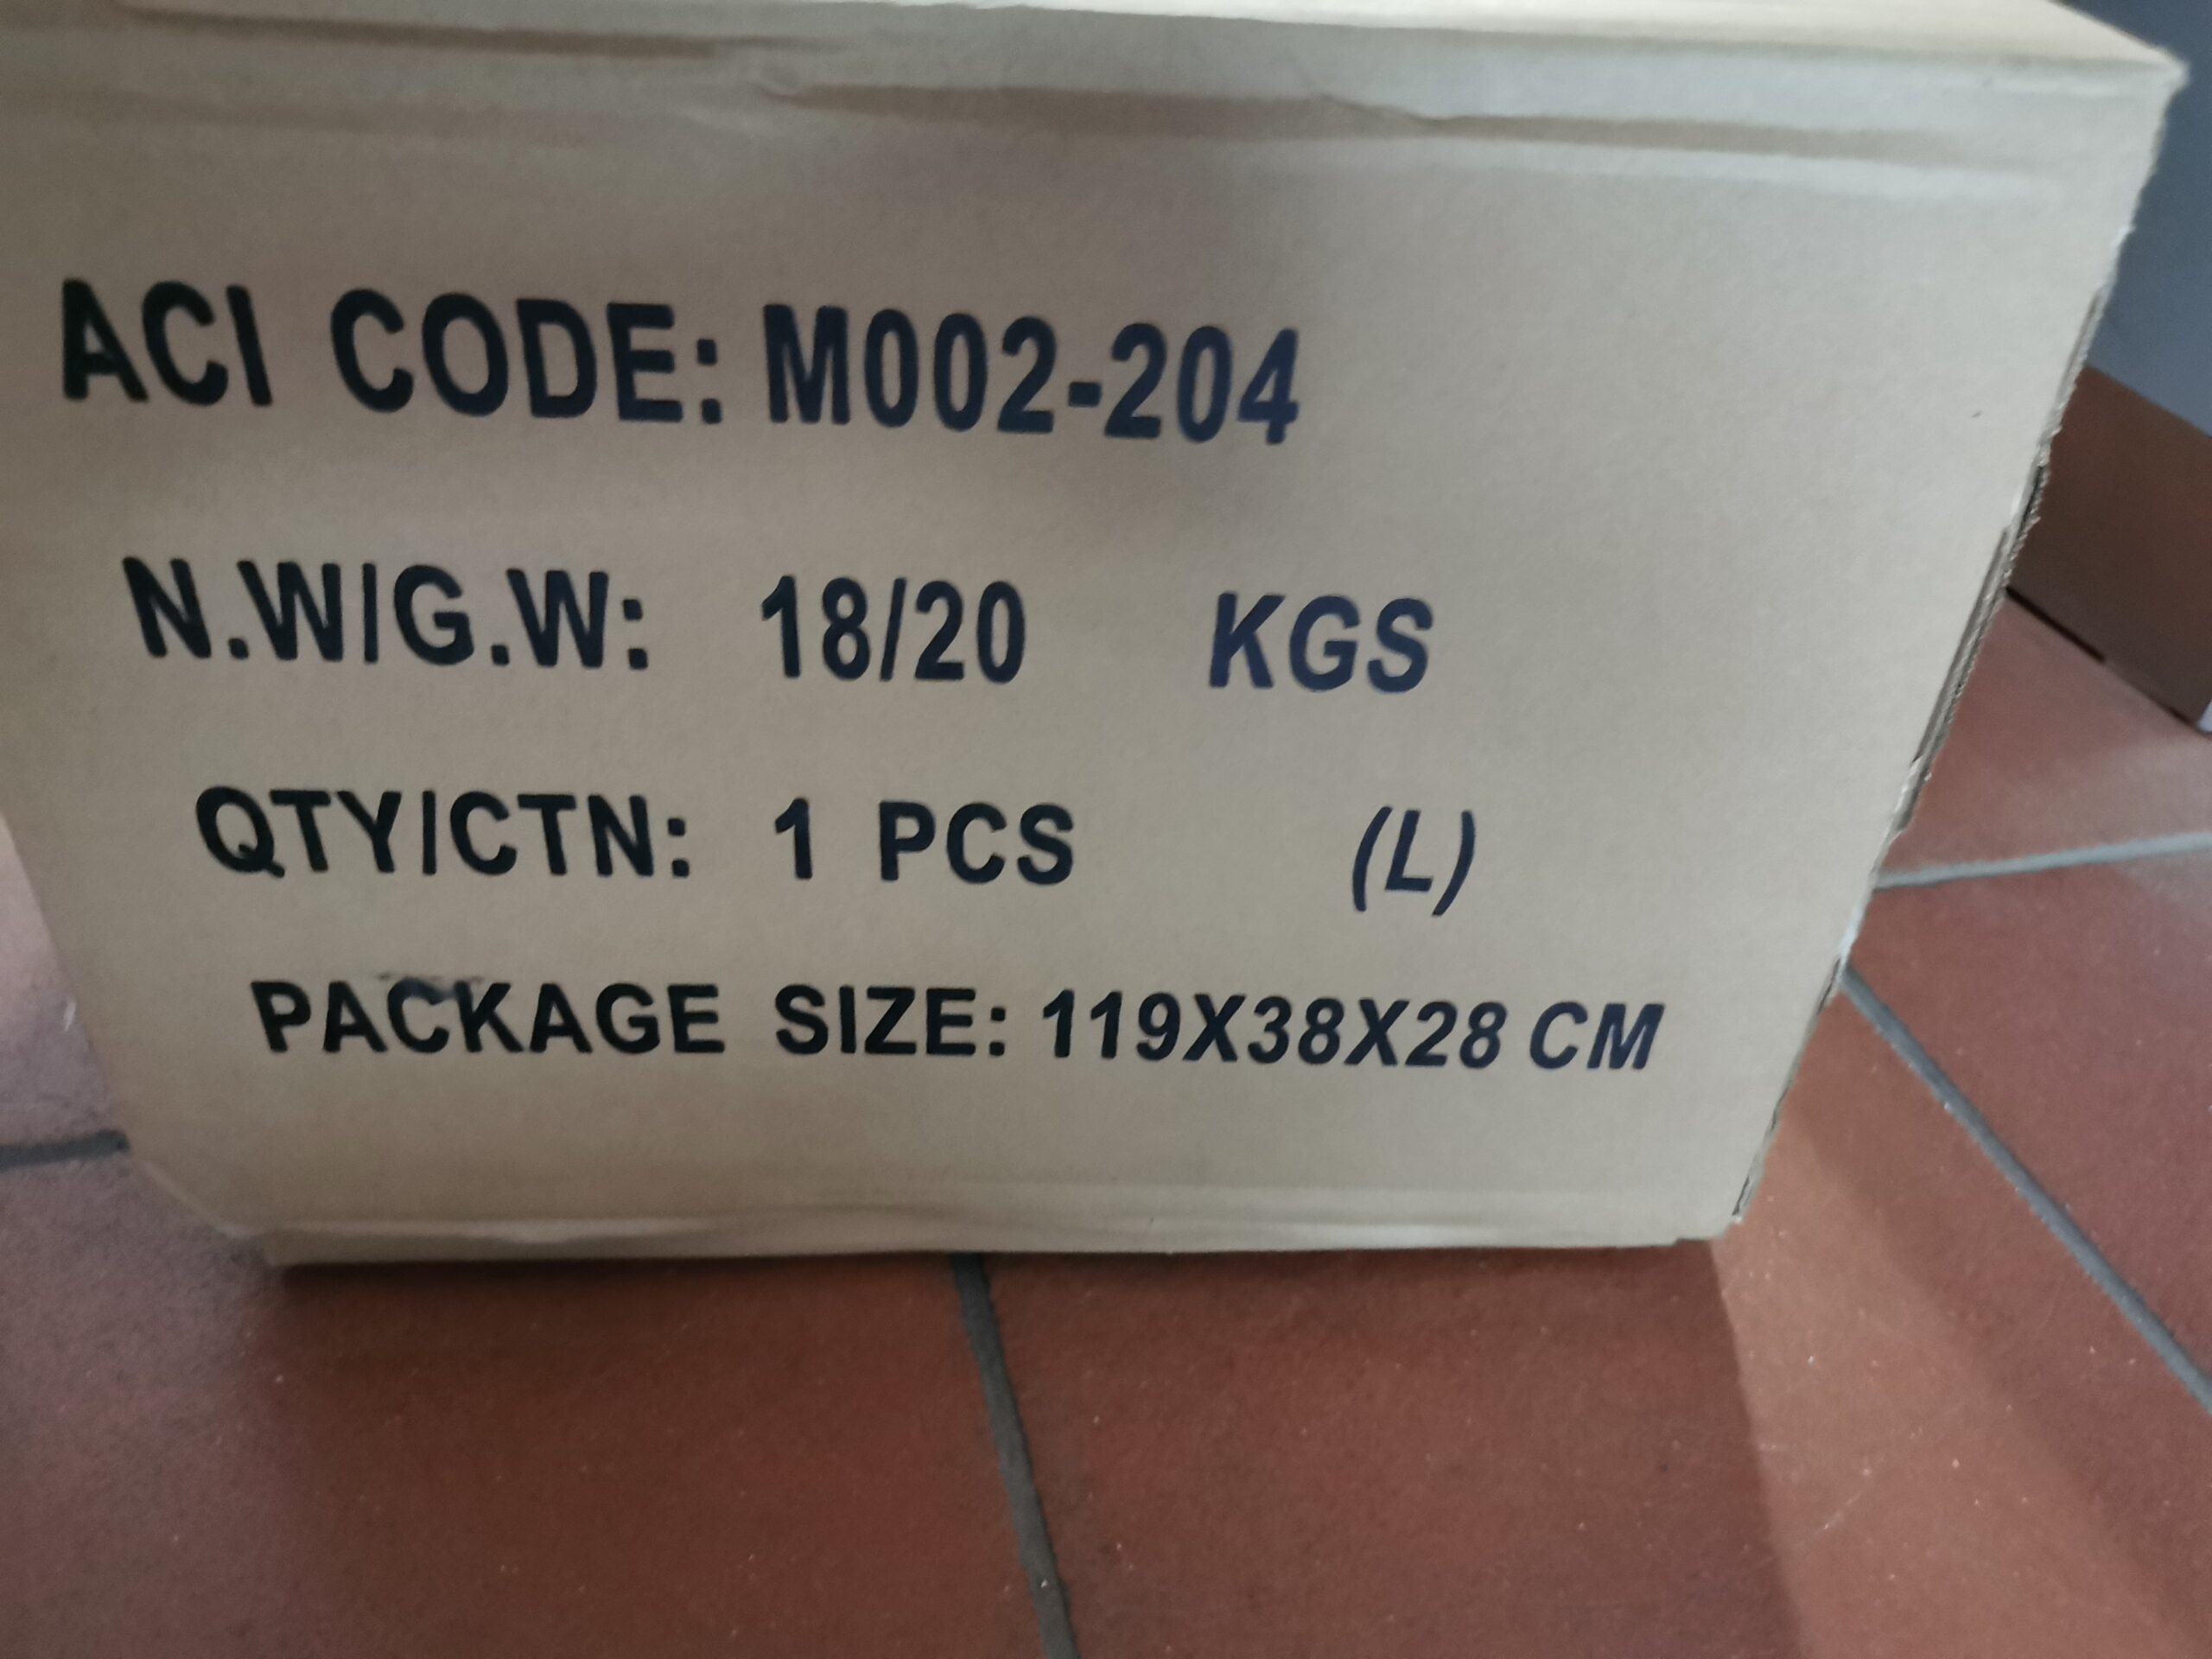 ACI CODE: M002-204
N.W/G.W: 18/20 KGS
QTY/CTN: 1 PCS (L)
PACKAGE SIZE: 119X38X28 CM